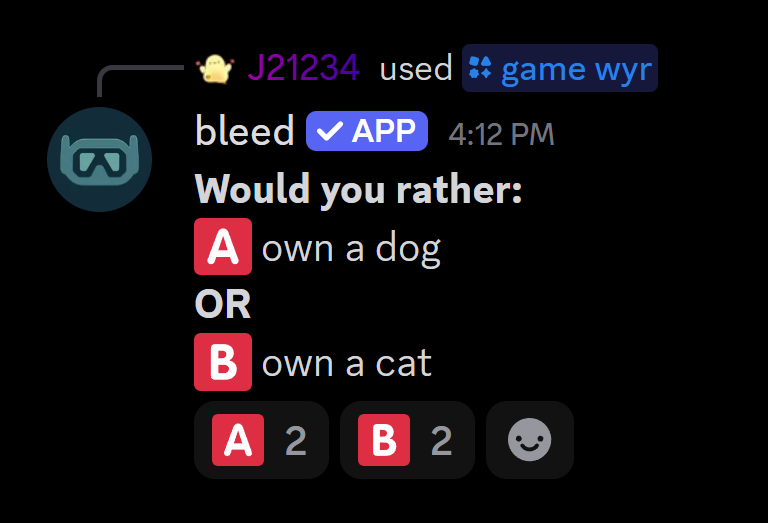 J21234 used game wyr
bleed ✓ APP 4:12 PM
Would you rather:
A own a dog
OR
B own a cat
A 2 B 2